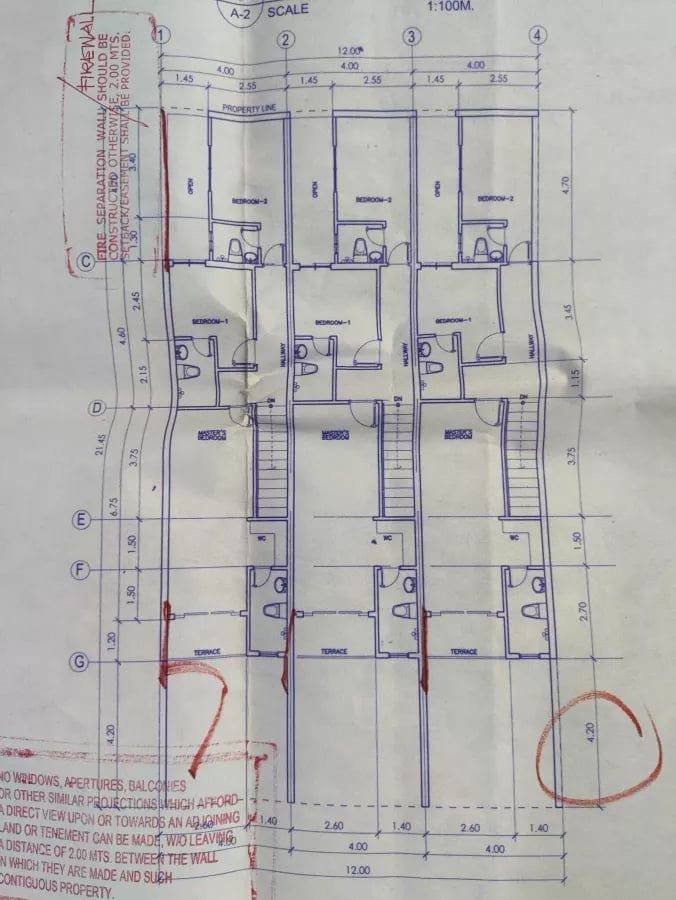 A-2 SCALE 1:100M.
1 2 3 4
12.00
4.00 4.00 4.00
1.45 2.55 1.45 2.55 1.45 2.55
PROPERTY LINE
FIREWALL
FIRE SEPARATION WALL SHOULD BE
CONSTRUCTED OTHERWISE, 2.00 MTS.
SETBACK/EASEMENT SHALL BE PROVIDED.
3.40
4.70
OPEN OPEN OPEN
BEDROOM-2 BEDROOM-2 BEDROOM-2
1.30
C
2.45
3.45
4.60
BEDROOM-1 BEDROOM-1 BEDROOM-1
HALLWAY HALLWAY HALLWAY
2.15
1.15
D
DN DN DN
MASTER'S MASTER'S MASTER'S
BEDROOM BEDROOM BEDROOM
21.45
3.75
3.75
6.75
E
WC WC WC
1.50
1.50
F
1.50
2.70
1.20
TERRACE TERRACE TERRACE
G
4.20
4.20
NO WINDOWS, APERTURES, BALCONIES
OR OTHER SIMILAR PROJECTIONS WHICH AFFORD
A DIRECT VIEW UPON OR TOWARDS AN ADJOINING
LAND OR TENEMENT CAN BE MADE, W/O LEAVING
A DISTANCE OF 2.00 MTS. BETWEEN THE WALL
N WHICH THEY ARE MADE AND SUCH
CONTIGUOUS PROPERTY.
2.60 1.40 2.60 1.40 2.60 1.40
4.00 4.00 4.00
12.00